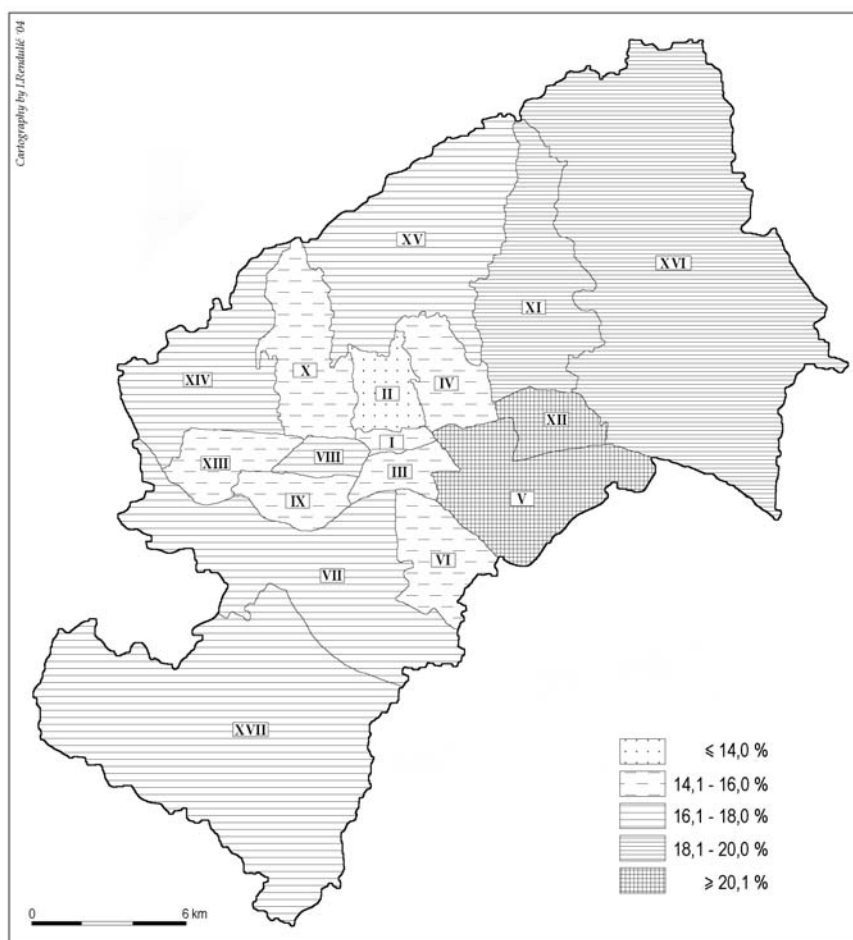 Cartography by I.Rendulić '04
XV
XVI
XI
X
XIV
II
IV
XII
I
XIII
VIII
III
IX
V
VI
VII
XVII
⩽ 14,0 %
14,1 - 16,0 %
16,1 - 18,0 %
18,1 - 20,0 %
⩾ 20,1 %
0 6 km